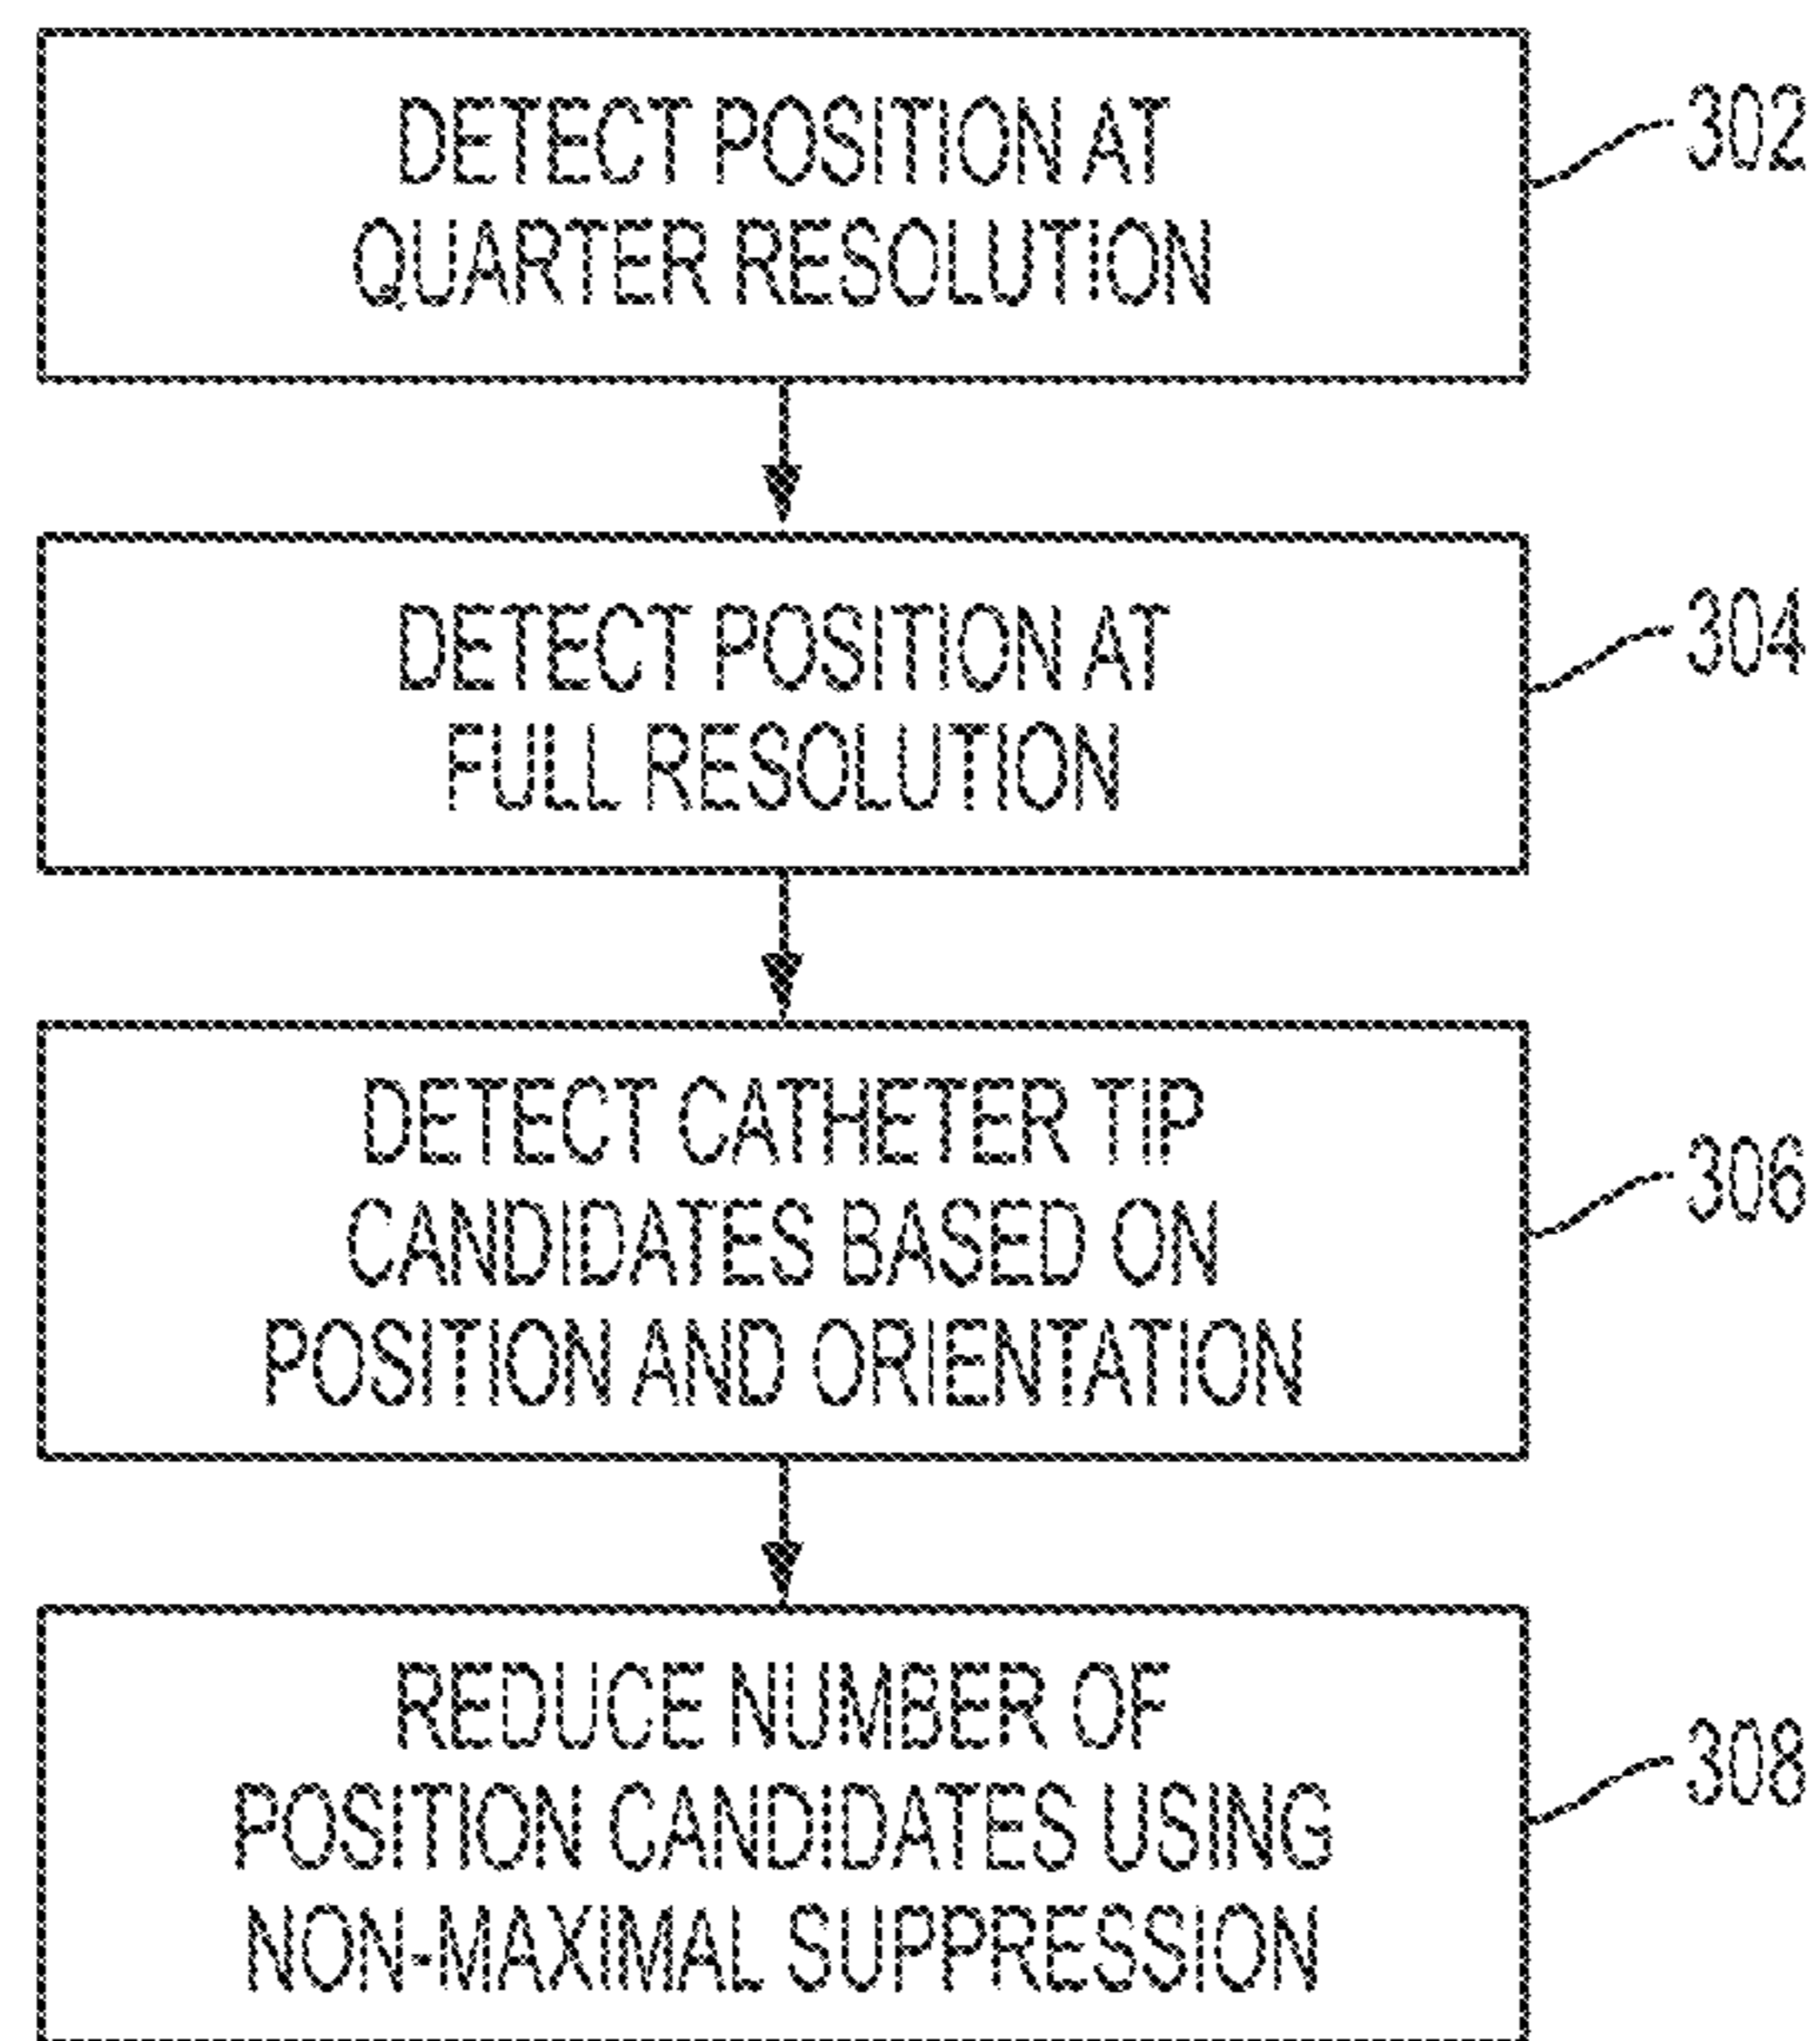 DETECT POSITION AT
QUARTER RESOLUTION
302
DETECT POSITION AT
FULL RESOLUTION
304
DETECT CATHETER TIP
CANDIDATES BASED ON
POSITION AND ORIENTATION
306
REDUCE NUMBER OF
POSITION CANDIDATES USING
NON-MAXIMAL SUPPRESSION
308